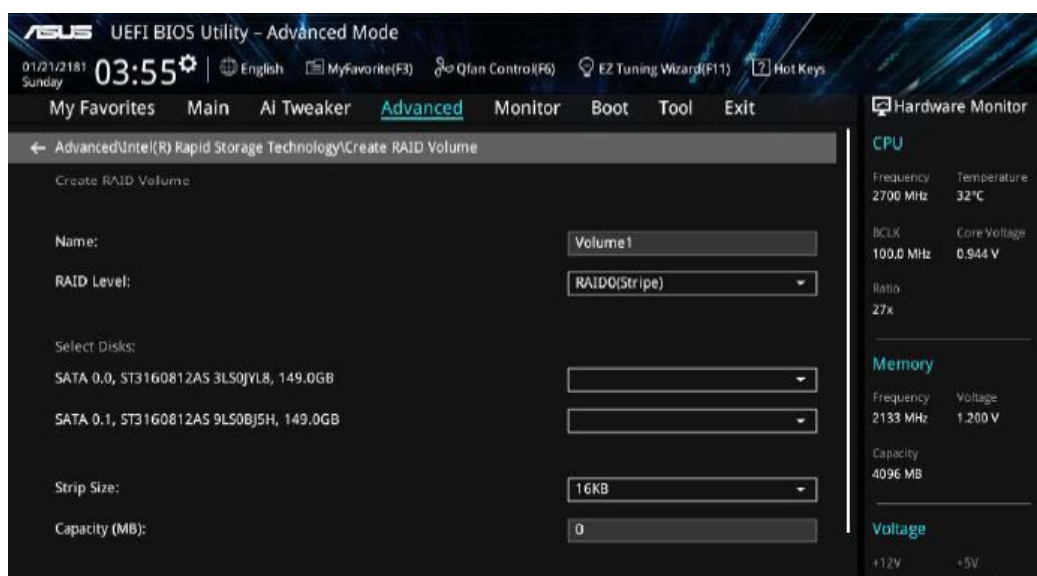 ASUS UEFI BIOS Utility – Advanced Mode
01/21/2181 Sunday 03:55 English MyFavorite(F3) Qfan Control(F6) EZ Tuning Wizard(F11) ? Hot Keys
My Favorites Main Ai Tweaker Advanced Monitor Boot Tool Exit
← Advanced\Intel(R) Rapid Storage Technology\Create RAID Volume
Create RAID Volume
Name: Volume1
RAID Level: RAID0(Stripe)
Select Disks:
SATA 0.0, ST3160812AS 3LS0JYL8, 149.0GB
SATA 0.1, ST3160812AS 9LS0BJ5H, 149.0GB
Strip Size: 16KB
Capacity (MB): 0
Hardware Monitor
CPU
Frequency Temperature
2700 MHz 32°C
BCLK Core Voltage
100.0 MHz 0.944 V
Ratio
27x
Memory
Frequency Voltage
2133 MHz 1.200 V
Capacity
4096 MB
Voltage
+12V +5V